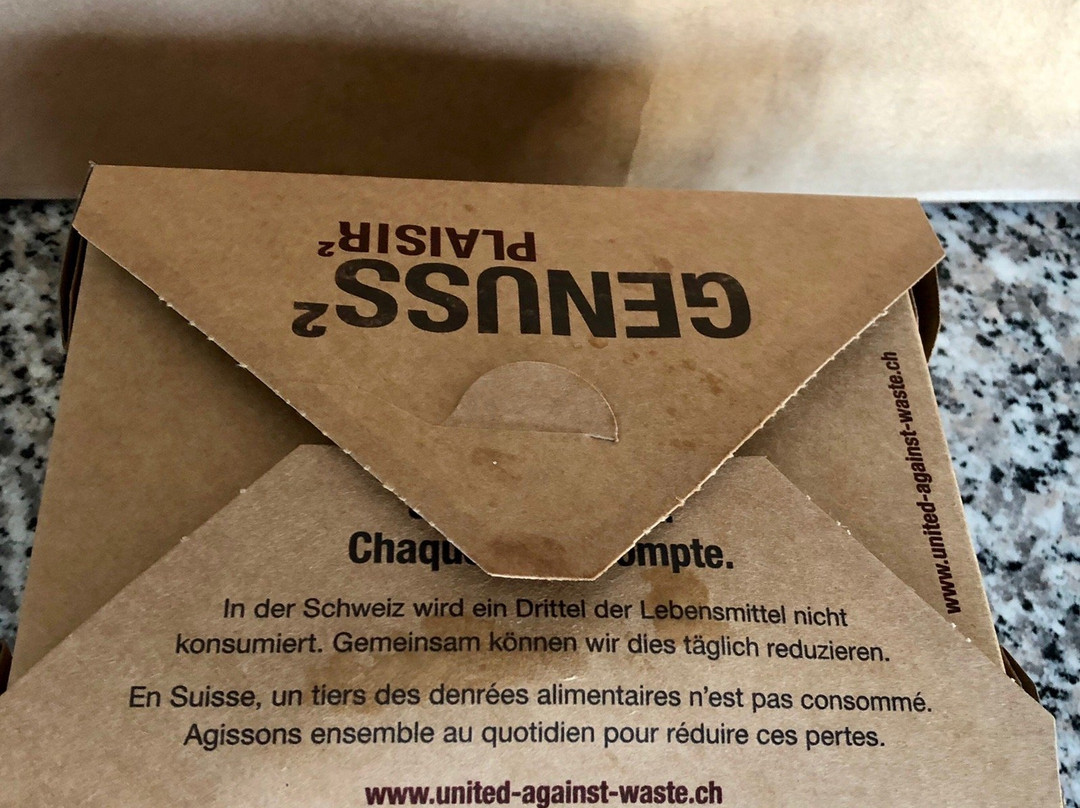 PLAISIR²
GENUSS²
www.united-against-waste.ch
In der Schweiz wird ein Drittel der Lebensmittel nicht
konsumiert. Gemeinsam können wir dies täglich reduzieren.
En Suisse, un tiers des denrées alimentaires n'est pas consommé.
Agissons ensemble au quotidien pour réduire ces pertes.
www.united-against-waste.ch